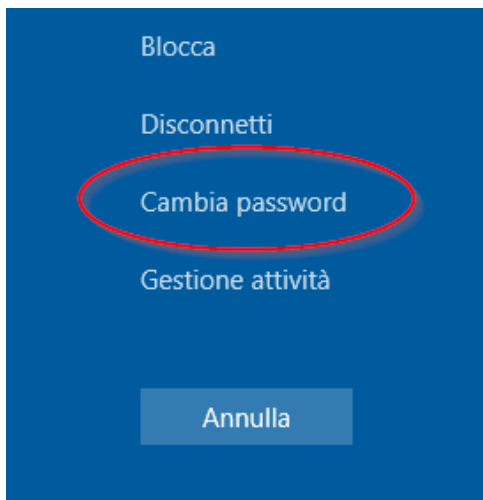 Blocca
Disconnetti
Cambia password
Gestione attività
Annulla